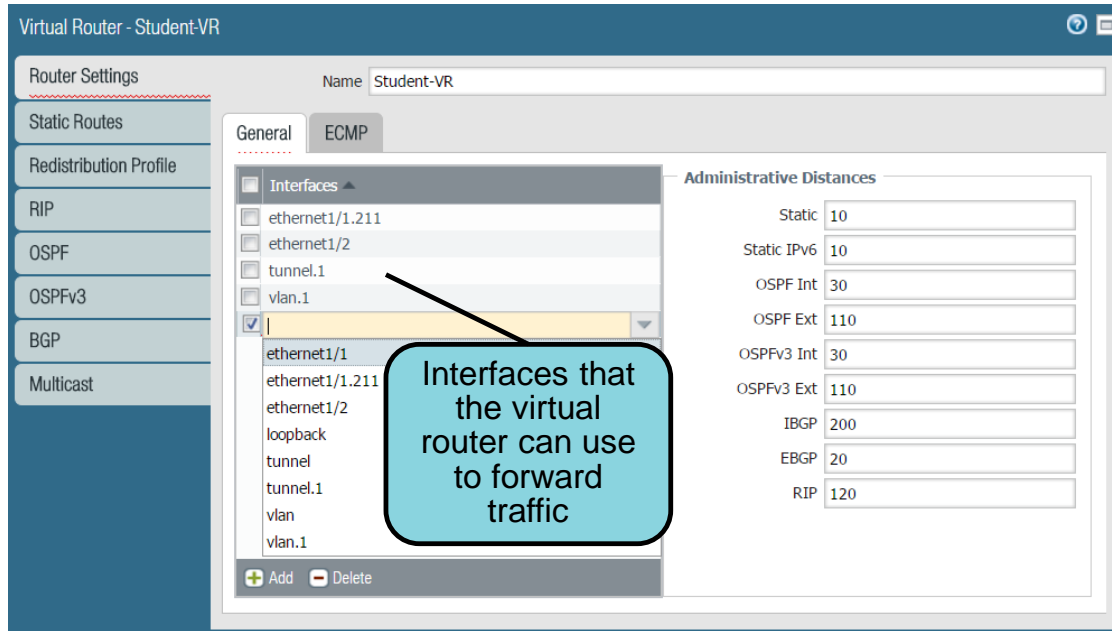 Virtual Router - Student-VR
Router Settings
Static Routes
Redistribution Profile
RIP
OSPF
OSPFv3
BGP
Multicast
Name Student-VR
General ECMP
Interfaces
ethernet1/1.211
ethernet1/2
tunnel.1
vlan.1
ethernet1/1
ethernet1/1.211
ethernet1/2
loopback
tunnel
tunnel.1
vlan
vlan.1
Add Delete
Interfaces that
the virtual
router can use
to forward
traffic
Administrative Distances
Static 10
Static IPv6 10
OSPF Int 30
OSPF Ext 110
OSPFv3 Int 30
OSPFv3 Ext 110
IBGP 200
EBGP 20
RIP 120